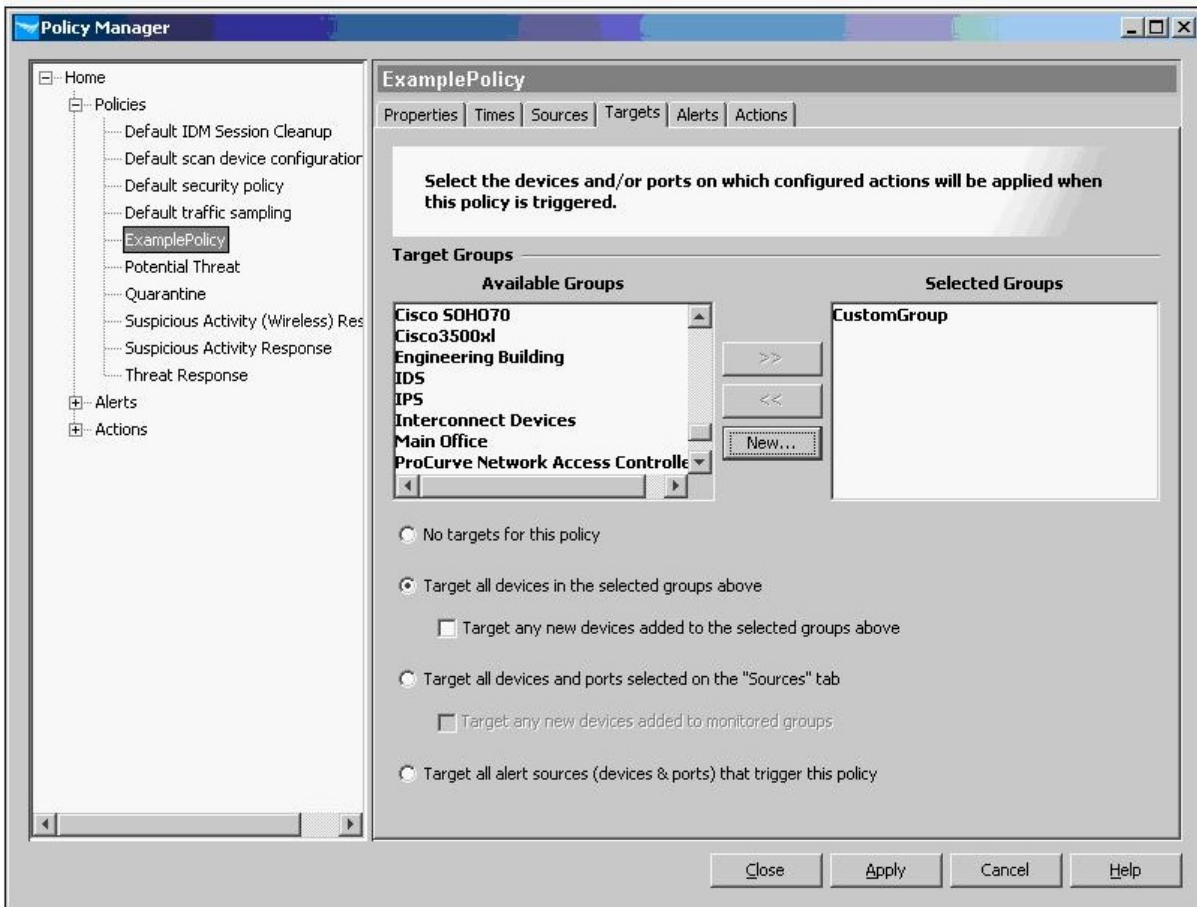 Policy Manager
Home
Policies
Default IDM Session Cleanup
Default scan device configuration
Default security policy
Default traffic sampling
ExamplePolicy
Potential Threat
Quarantine
Suspicious Activity (Wireless) Res
Suspicious Activity Response
Threat Response
Alerts
Actions
ExamplePolicy
Properties Times Sources Targets Alerts Actions
Select the devices and/or ports on which configured actions will be applied when
this policy is triggered.
Target Groups
Available Groups
Cisco SOHO70
Cisco3500xl
Engineering Building
IDS
IPS
Interconnect Devices
Main Office
ProCurve Network Access Controlle
>>
<<
New...
Selected Groups
CustomGroup
No targets for this policy
Target all devices in the selected groups above
Target any new devices added to the selected groups above
Target all devices and ports selected on the "Sources" tab
Target any new devices added to monitored groups
Target all alert sources (devices & ports) that trigger this policy
Close Apply Cancel Help